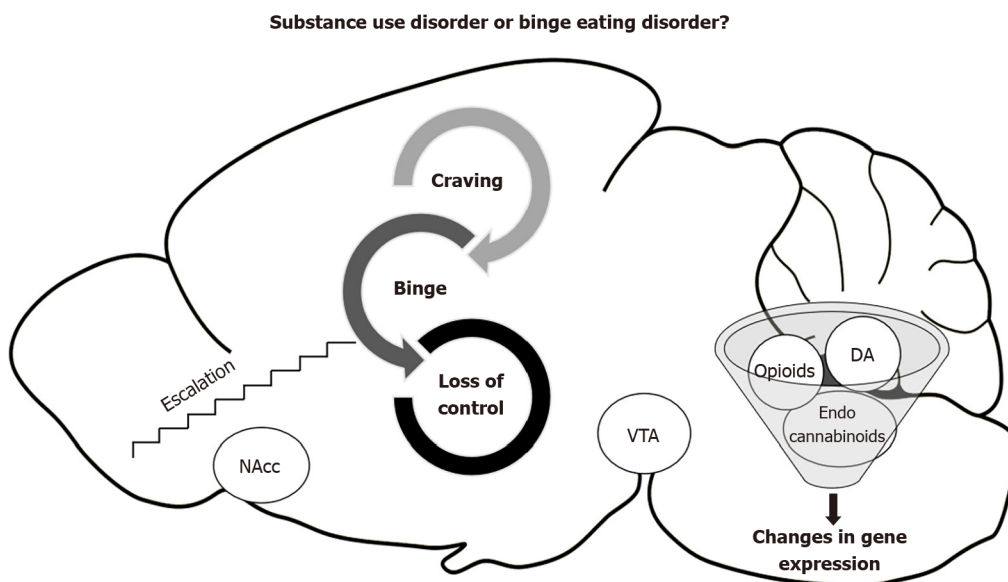 Substance use disorder or binge eating disorder?
Craving
Binge
Escalation
Loss of
control
NAcc
VTA
Opioids
DA
Endo
cannabinoids
Changes in gene
expression